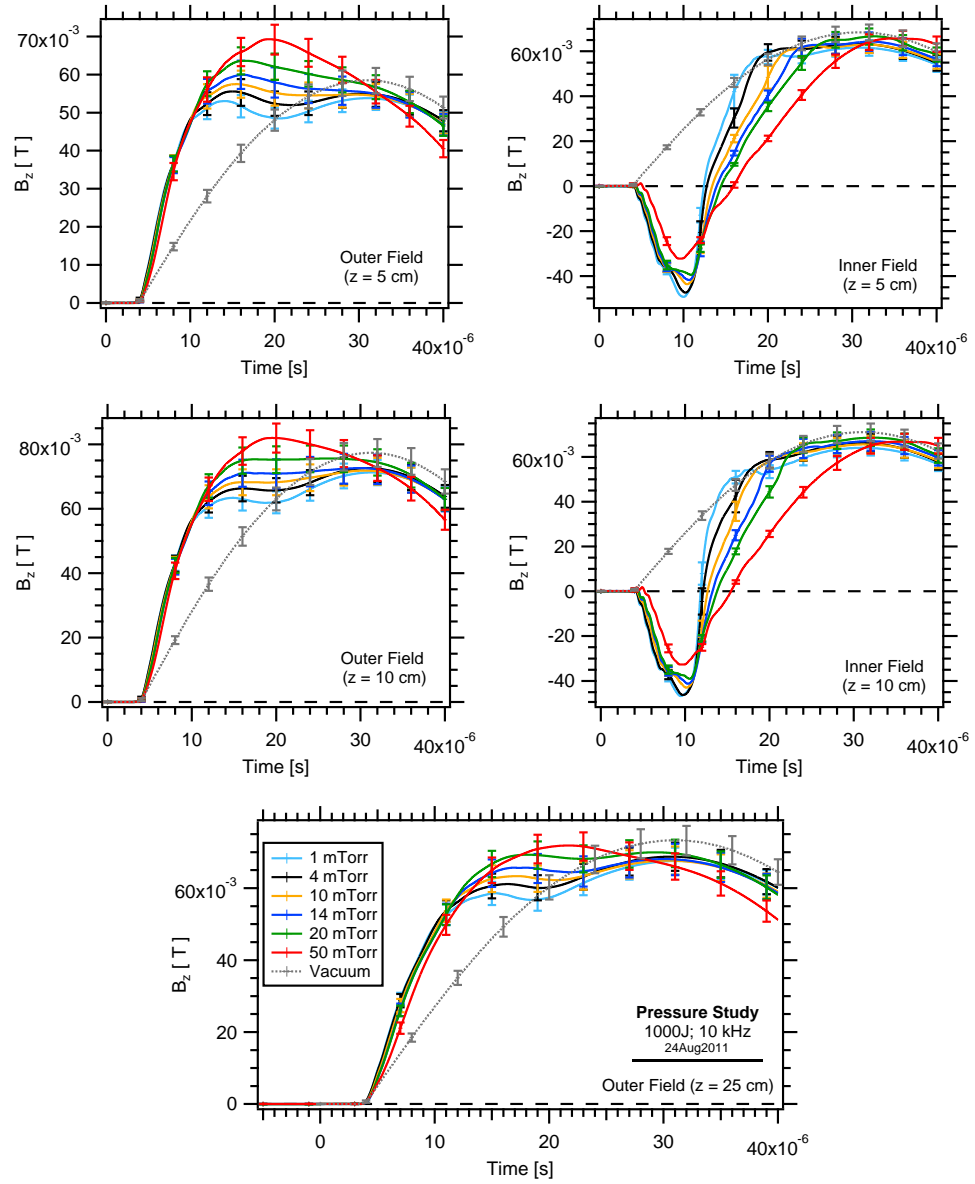 70x10⁻³
60
50
40
30
20
10
0
B_z [ T]
Outer Field
(z = 5 cm)
0 10 20 30 40x10⁻⁶
Time [s]
60x10⁻³
40
20
0
-20
-40
B_z [ T]
Inner Field
(z = 5 cm)
0 10 20 30 40x10⁻⁶
Time [s]
80x10⁻³
60
40
20
0
B_z [ T]
Outer Field
(z = 10 cm)
0 10 20 30 40x10⁻⁶
Time [s]
60x10⁻³
40
20
0
-20
-40
B_z [ T]
Inner Field
(z = 10 cm)
0 10 20 30 40x10⁻⁶
Time [s]
60x10⁻³
40
20
0
B_z [ T]
1 mTorr
4 mTorr
10 mTorr
14 mTorr
20 mTorr
50 mTorr
Vacuum
Pressure Study
1000J; 10 kHz
24Aug2011
Outer Field (z = 25 cm)
0 10 20 30 40x10⁻⁶
Time [s]